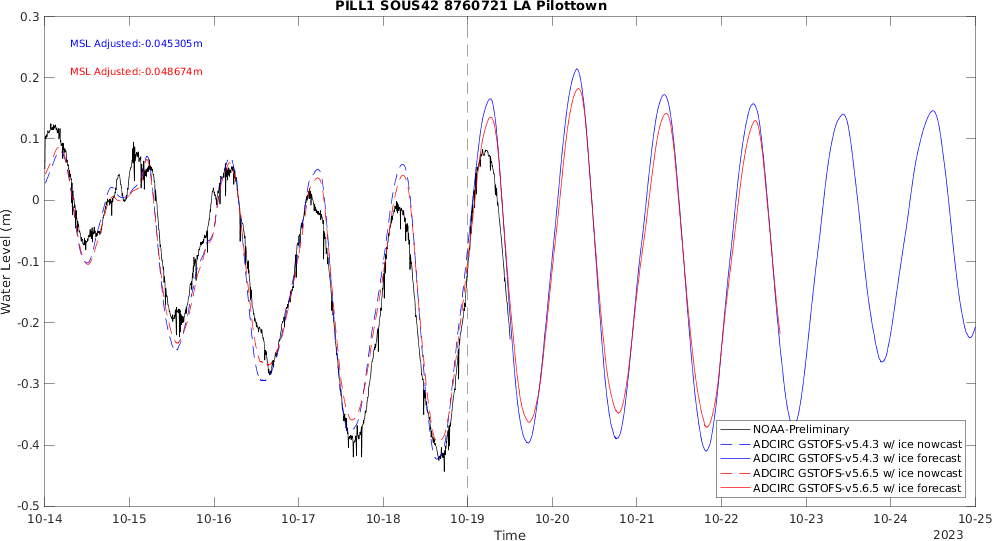 PILL1 SOUS42 8760721 LA Pilottown
MSL Adjusted:-0.045305m
MSL Adjusted:-0.048674m
0.3
0.2
0.1
0
-0.1
-0.2
-0.3
-0.4
-0.5
Water Level (m)
NOAA-Preliminary
ADCIRC GSTOFS-v5.4.3 w/ ice nowcast
ADCIRC GSTOFS-v5.4.3 w/ ice forecast
ADCIRC GSTOFS-v5.6.5 w/ ice nowcast
ADCIRC GSTOFS-v5.6.5 w/ ice forecast
10-14 10-15 10-16 10-17 10-18 10-19 10-20 10-21 10-22 10-23 10-24 10-25
Time
2023